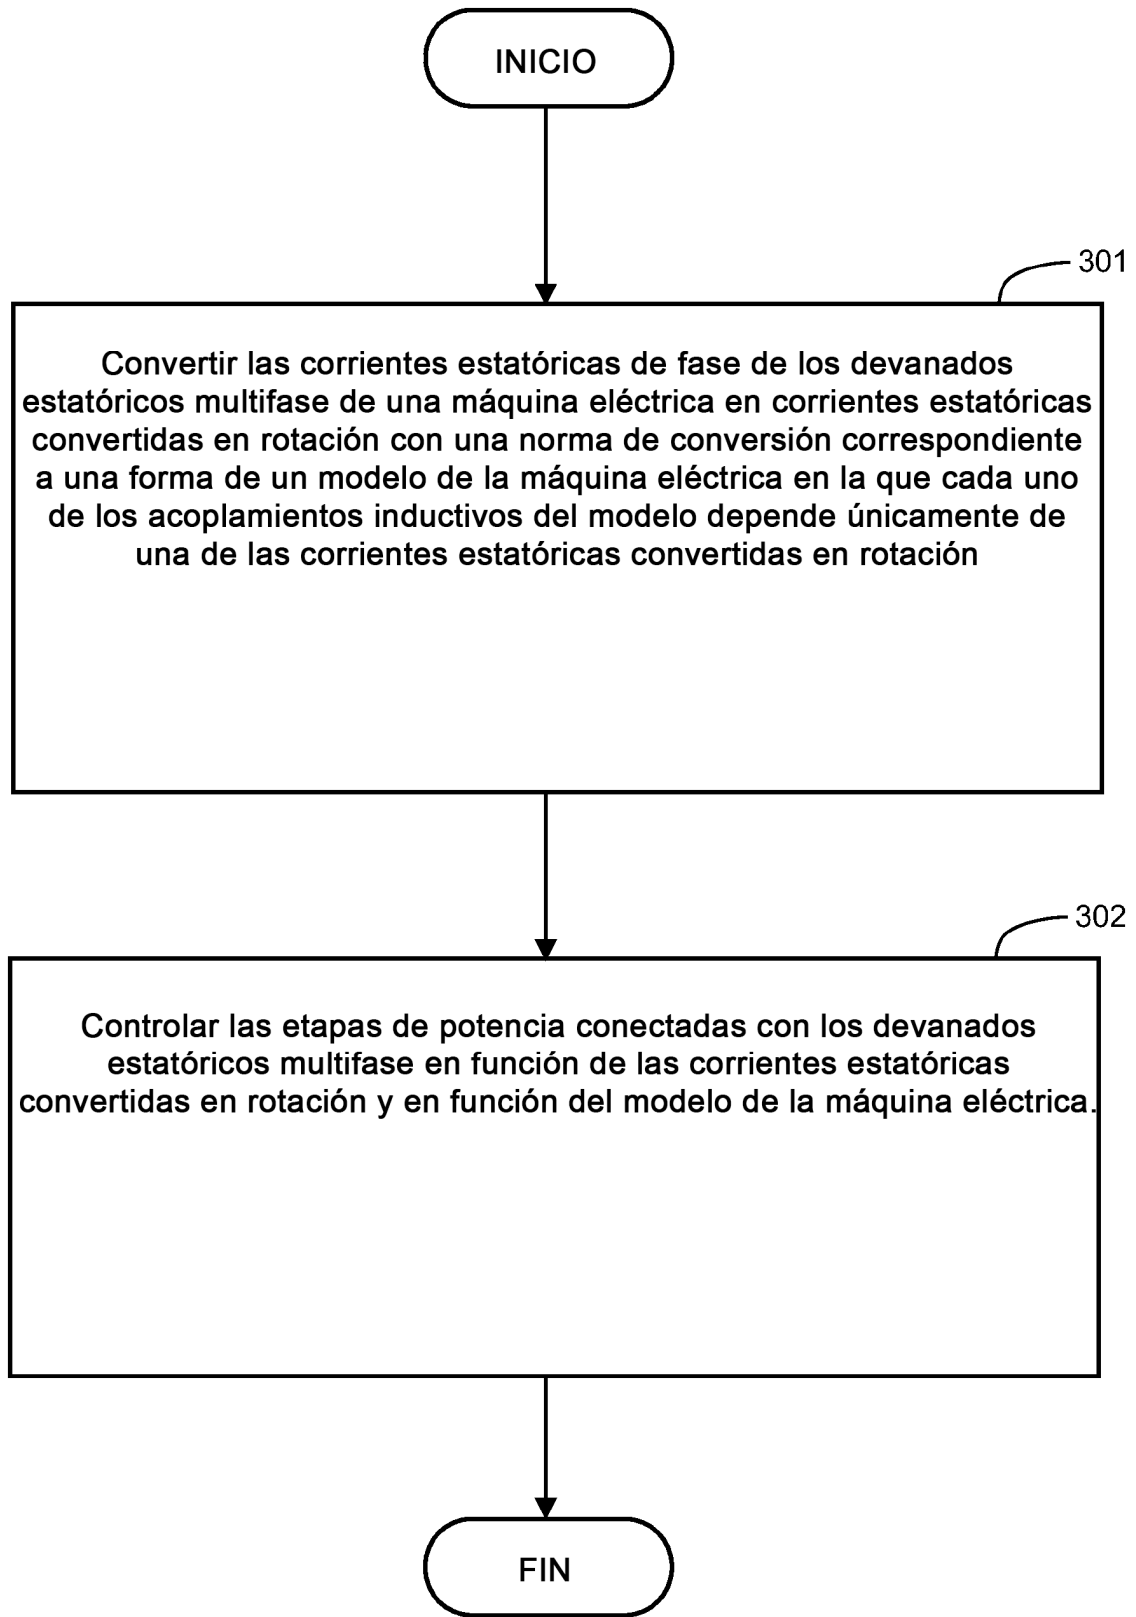 INICIO
301
Convertir las corrientes estatóricas de fase de los devanados
estatóricos multifase de una máquina eléctrica en corrientes estatóricas
convertidas en rotación con una norma de conversión correspondiente
a una forma de un modelo de la máquina eléctrica en la que cada uno
de los acoplamientos inductivos del modelo depende únicamente de
una de las corrientes estatóricas convertidas en rotación
302
Controlar las etapas de potencia conectadas con los devanados
estatóricos multifase en función de las corrientes estatóricas
convertidas en rotación y en función del modelo de la máquina eléctrica.
FIN